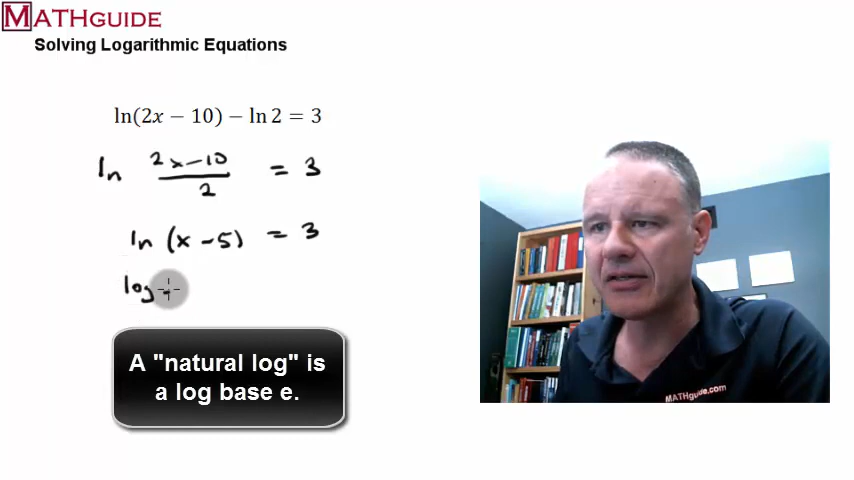 MATHGUIDE
Solving Logarithmic Equations
ln(2x − 10) − ln 2 = 3
ln (2x−10)/2 = 3
ln (x −5) = 3
log
A "natural log" is
a log base e.
MATHguide.com